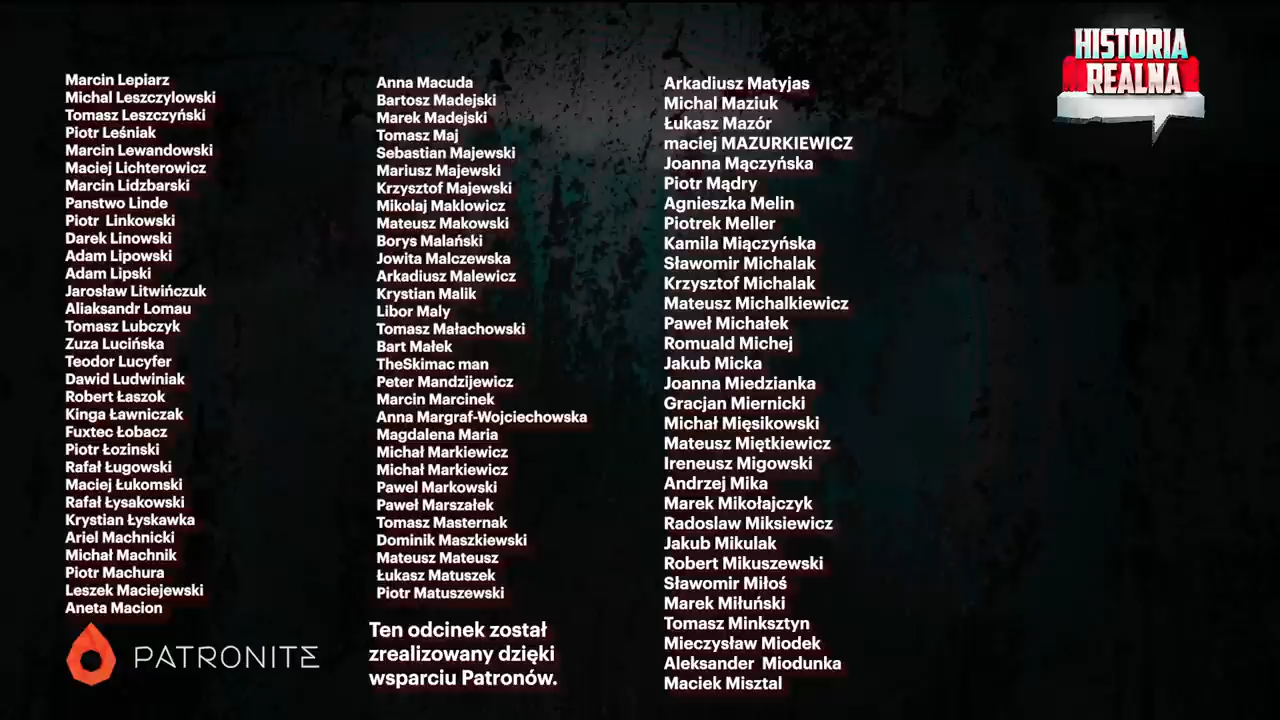 Marcin Lepiarz
Michal Leszczylowski
Tomasz Leszczyński
Piotr Leśniak
Marcin Lewandowski
Maciej Lichterowicz
Marcin Lidzbarski
Panstwo Linde
Piotr  Linkowski
Darek Linowski
Adam Lipowski
Adam Lipski
Jarosław Litwińczuk
Aliaksandr Lomau
Tomasz Lubczyk
Zuza Lucińska
Teodor Lucyfer
Dawid Ludwiniak
Robert Łaszok
Kinga Ławniczak
Fuxtec Łobacz
Piotr Łozinski
Rafał Ługowski
Maciej Łukomski
Rafał Łysakowski
Krystian Łyskawka
Ariel Machnicki
Michał Machnik
Piotr Machura
Leszek Maciejewski
Aneta Macion
PATRONITE
Anna Macuda
Bartosz Madejski
Marek Madejski
Tomasz Maj
Sebastian Majewski
Mariusz Majewski
Krzysztof Majewski
Mikolaj Maklowicz
Mateusz Makowski
Borys Malański
Jowita Malczewska
Arkadiusz Malewicz
Krystian Malik
Libor Maly
Tomasz Małachowski
Bart Małek
TheSkimac man
Peter Mandzijewicz
Marcin Marcinek
Anna Margraf-Wojciechowska
Magdalena Maria
Michał Markiewicz
Michał Markiewicz
Pawel Markowski
Paweł Marszałek
Tomasz Masternak
Dominik Maszkiewski
Mateusz Mateusz
Łukasz Matuszek
Piotr Matuszewski
Ten odcinek został
zrealizowany dzięki
wsparciu Patronów.
Arkadiusz Matyjas
Michal Maziuk
Łukasz Mazór
maciej MAZURKIEWICZ
Joanna Mączyńska
Piotr Mądry
Agnieszka Melin
Piotrek Meller
Kamila Miączyńska
Sławomir Michalak
Krzysztof Michalak
Mateusz Michalkiewicz
Paweł Michałek
Romuald Michej
Jakub Micka
Joanna Miedzianka
Gracjan Miernicki
Michał Mięsikowski
Mateusz Miętkiewicz
Ireneusz Migowski
Andrzej Mika
Marek Mikołajczyk
Radoslaw Miksiewicz
Jakub Mikulak
Robert Mikuszewski
Sławomir Miłoś
Marek Miłuński
Tomasz Minksztyn
Mieczysław Miodek
Aleksander  Miodunka
Maciek Misztal
HISTORIA
REALNA